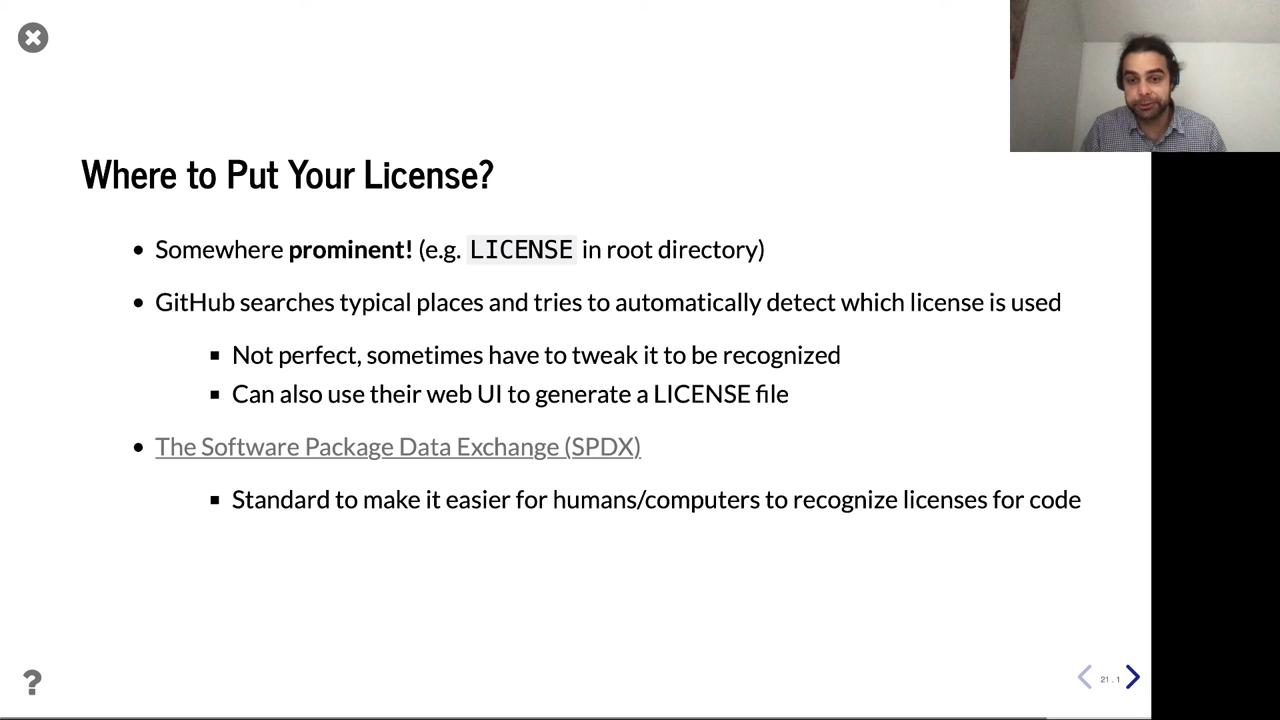 Where to Put Your License?
Somewhere prominent! (e.g. LICENSE in root directory)
GitHub searches typical places and tries to automatically detect which license is used
Not perfect, sometimes have to tweak it to be recognized
Can also use their web UI to generate a LICENSE file
The Software Package Data Exchange (SPDX)
Standard to make it easier for humans/computers to recognize licenses for code
?
21.1